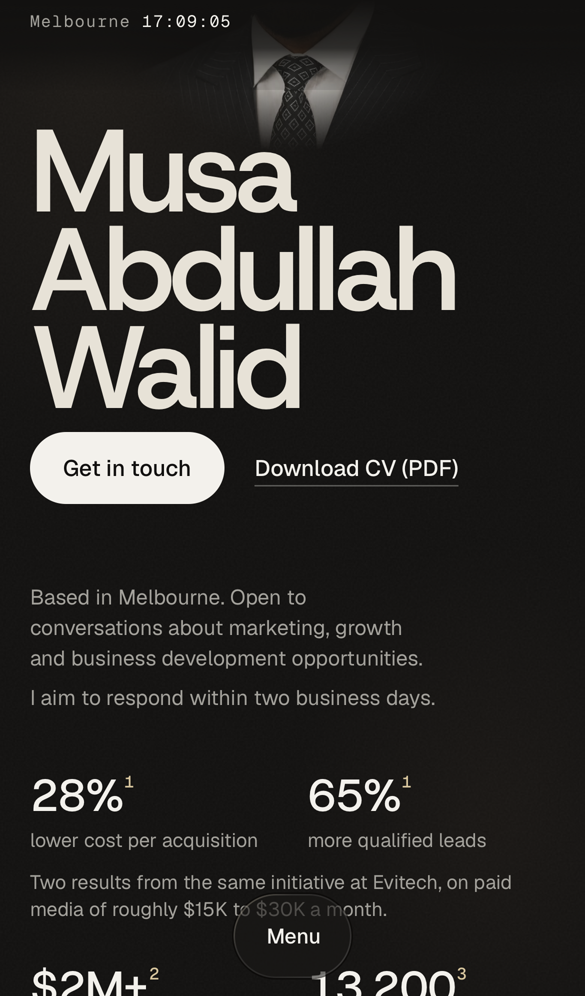 Melbourne 17:09:05
Musa
Abdullah
Walid
Get in touch
Download CV (PDF)
Based in Melbourne. Open to
conversations about marketing, growth
and business development opportunities.
I aim to respond within two business days.
28%1
65%1
lower cost per acquisition
more qualified leads
Two results from the same initiative at Evitech, on paid
media of roughly $15K to $30K a month.
Menu
$2M+2
13,2003